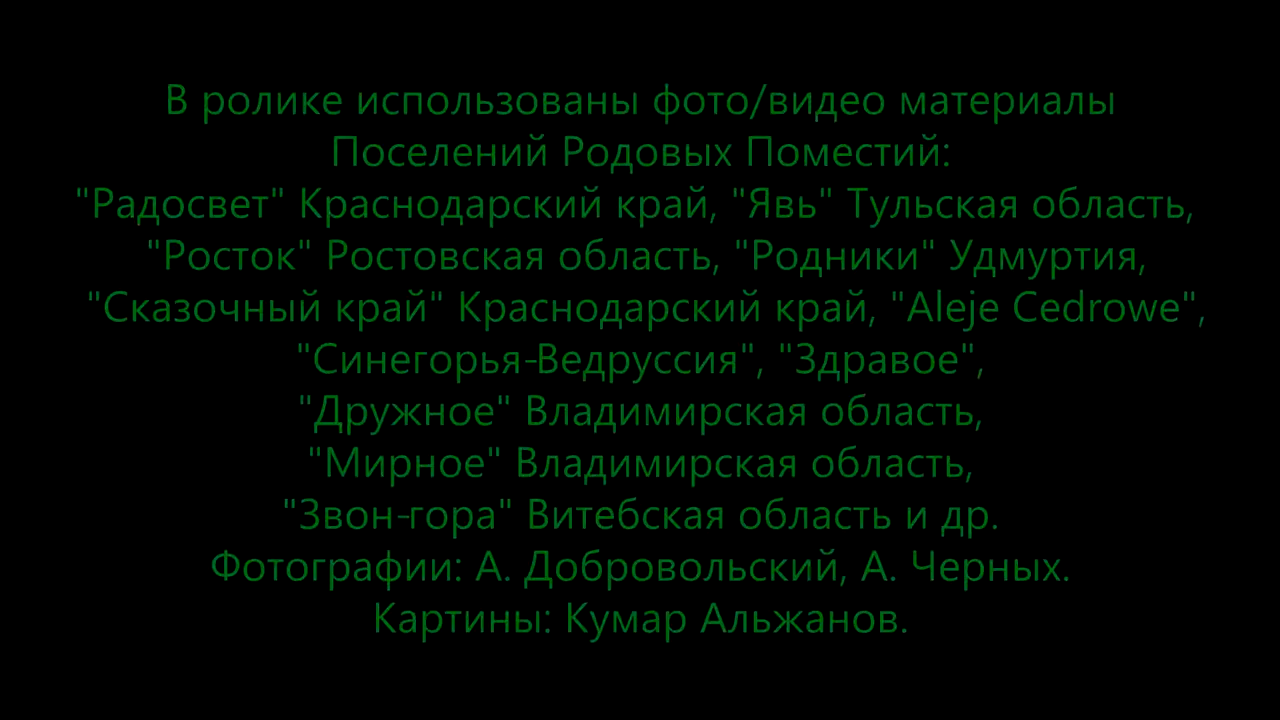 В ролике использованы фото/видео материалы
Поселений Родовых Поместий:
"Радосвет" Краснодарский край, "Явь" Тульская область,
"Росток" Ростовская область, "Родники" Удмуртия,
"Сказочный край" Краснодарский край, "Aleje Cedrowe",
"Синегорья-Ведруссия", "Здравое",
"Дружное" Владимирская область,
"Мирное" Владимирская область,
"Звон-гора" Витебская область и др.
Фотографии: А. Добровольский, А. Черных.
Картины: Кумар Альжанов.